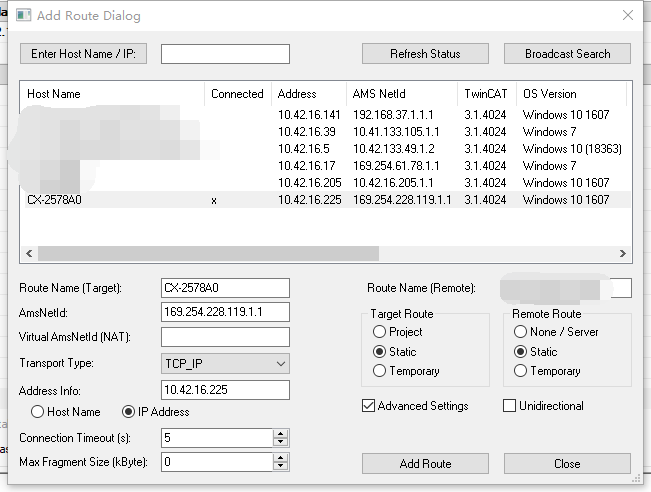 Add Route Dialog
Enter Host Name / IP:
Refresh Status
Broadcast Search
Host Name Connected Address AMS NetId TwinCAT OS Version
10.42.16.141 192.168.37.1.1.1 3.1.4024 Windows 10 1607
10.42.16.39 10.41.133.105.1.1 3.1.4024 Windows 7
10.42.16.5 10.42.133.49.1.2 3.1.4024 Windows 10 (18363)
10.42.16.17 169.254.61.78.1.1 3.1.4024 Windows 7
10.42.16.205 10.42.16.205.1.1 3.1.4024 Windows 10 1607
CX-2578A0 x 10.42.16.225 169.254.228.119.1.1 3.1.4024 Windows 10 1607
Route Name (Target): CX-2578A0 Route Name (Remote):
AmsNetId: 169.254.228.119.1.1
Virtual AmsNetId (NAT):
Transport Type: TCP_IP
Address Info: 10.42.16.225
Host Name IP Address
Connection Timeout (s): 5
Max Fragment Size (kByte): 0
Target Route
Project
Static
Temporary
Remote Route
None / Server
Static
Temporary
Advanced Settings Unidirectional
Add Route Close